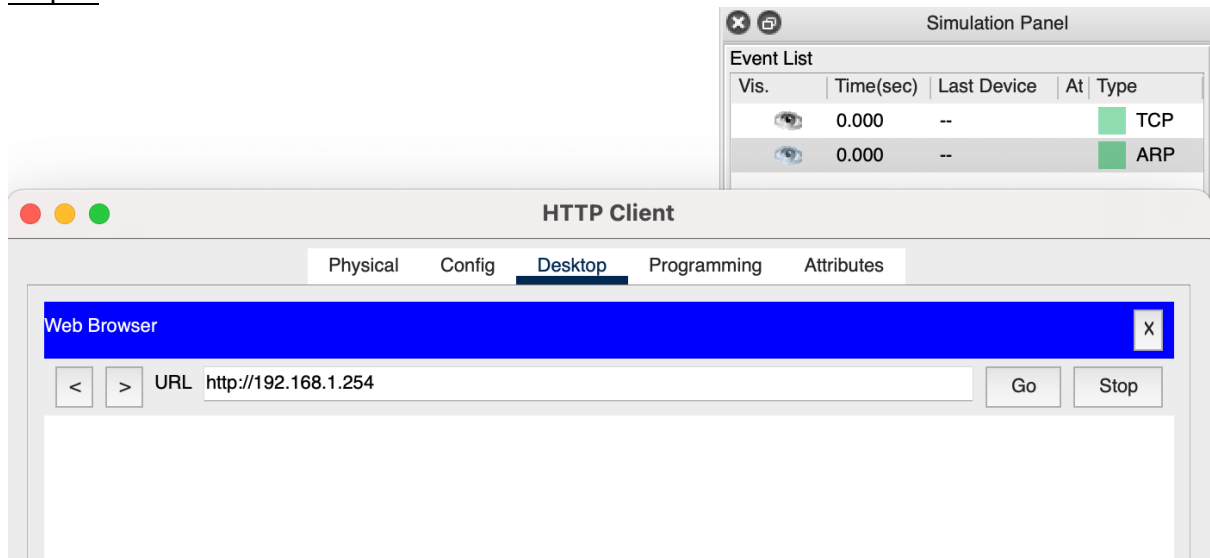 Simulation Panel
Event List
Vis. Time(sec) Last Device At Type
0.000 -- TCP
0.000 -- ARP
HTTP Client
Physical Config Desktop Programming Attributes
Web Browser X
< > URL http://192.168.1.254 Go Stop